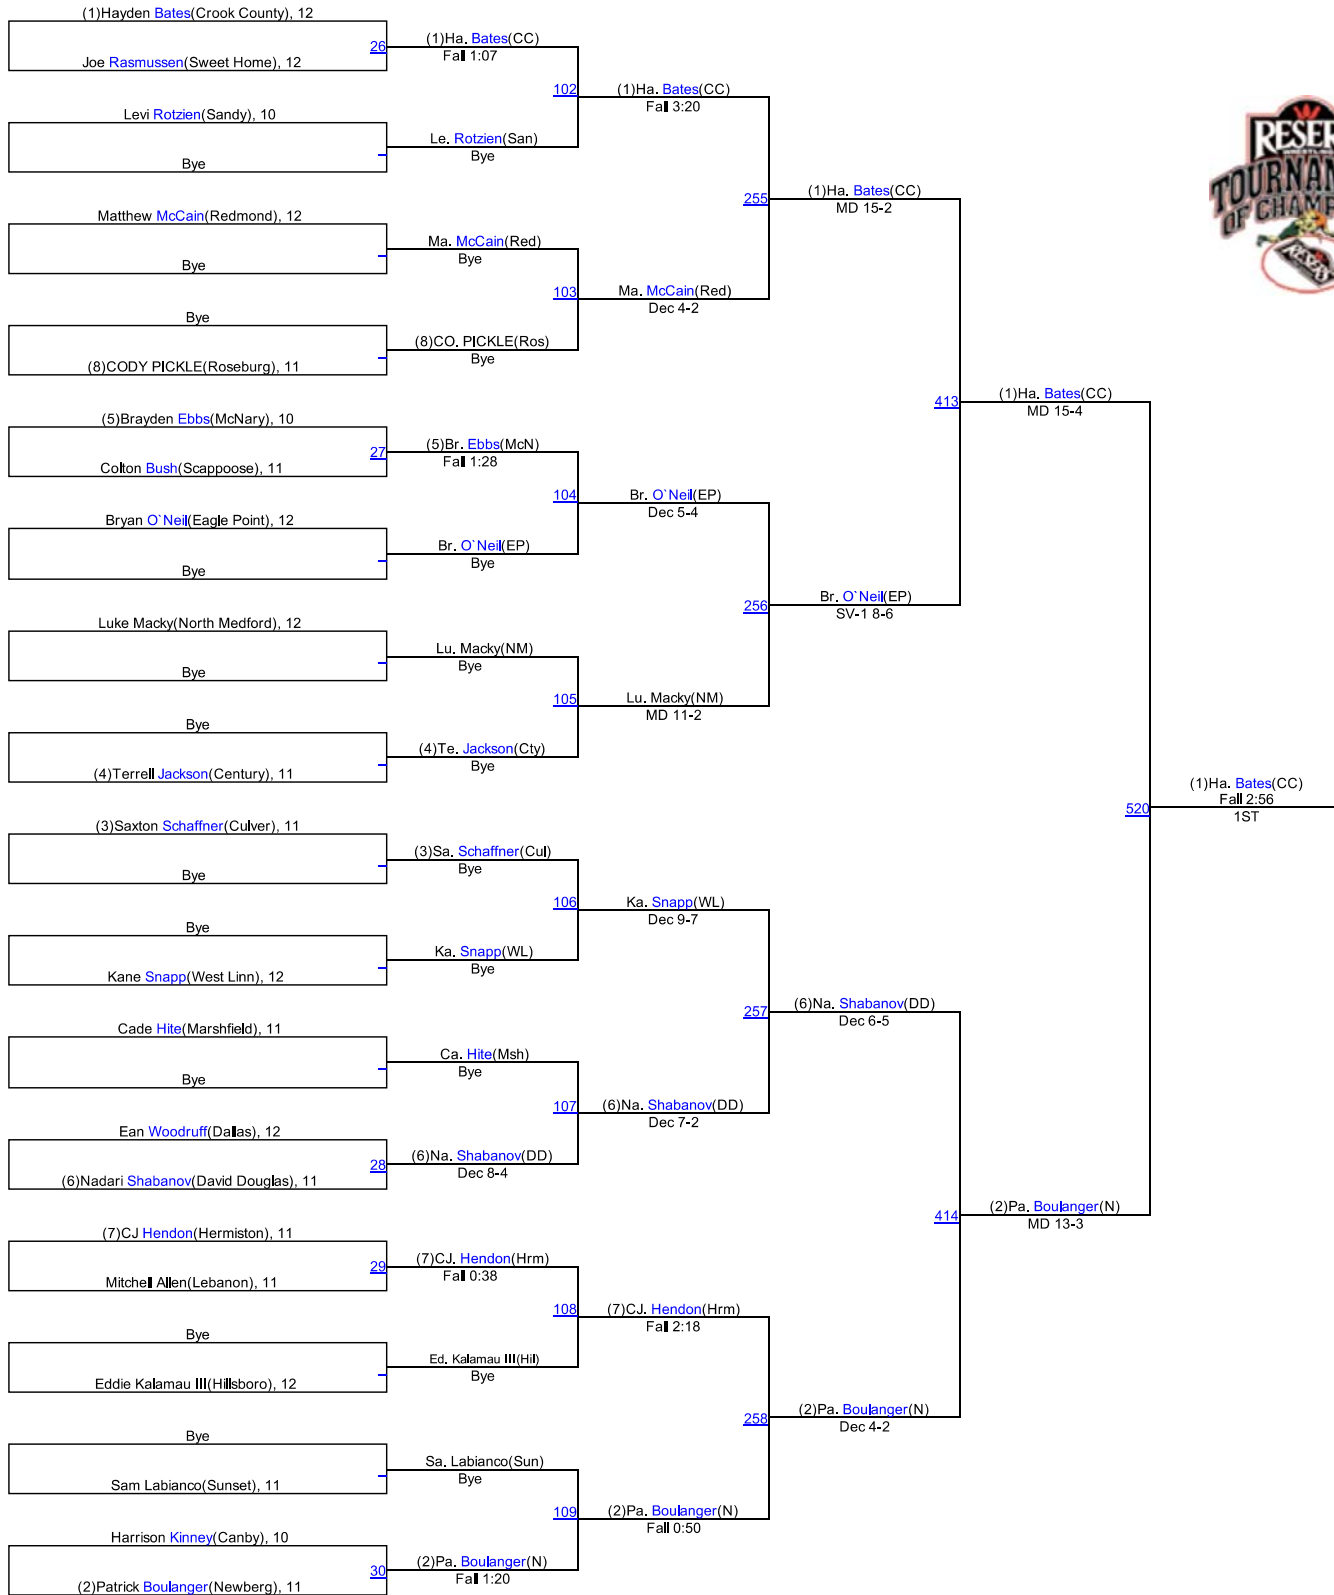 (1)Hayden Bates(Crook County), 12
26
Joe Rasmussen(Sweet Home), 12
(1)Ha. Bates(CC)
Fall 1:07
102
Levi Rotzien(Sandy), 10
Bye
Le. Rotzien(San)
Bye
(1)Ha. Bates(CC)
Fall 3:20
255
Matthew McCain(Redmond), 12
Bye
Ma. McCain(Red)
Bye
103
Bye
(8)CODY PICKLE(Roseburg), 11
(8)CO. PICKLE(Ros)
Bye
Ma. McCain(Red)
Dec 4-2
(1)Ha. Bates(CC)
MD 15-2
413
(5)Brayden Ebbs(McNary), 10
27
Colton Bush(Scappoose), 11
(5)Br. Ebbs(McN)
Fall 1:28
104
Bryan O`Neil(Eagle Point), 12
Bye
Br. O`Neil(EP)
Bye
Br. O`Neil(EP)
Dec 5-4
256
Luke Macky(North Medford), 12
Bye
Lu. Macky(NM)
Bye
105
Bye
(4)Terrell Jackson(Century), 11
(4)Te. Jackson(Cty)
Bye
Lu. Macky(NM)
MD 11-2
Br. O`Neil(EP)
SV-1 8-6
(1)Ha. Bates(CC)
MD 15-4
520
(1)Ha. Bates(CC)
Fall 2:56
1ST
(3)Saxton Schaffner(Culver), 11
Bye
(3)Sa. Schaffner(Cul)
Bye
106
Bye
Kane Snapp(West Linn), 12
Ka. Snapp(WL)
Bye
Ka. Snapp(WL)
Dec 9-7
257
Cade Hite(Marshfield), 11
Bye
Ca. Hite(Msh)
Bye
107
Ean Woodruff(Dallas), 12
28
(6)Nadari Shabanov(David Douglas), 11
(6)Na. Shabanov(DD)
Dec 8-4
(6)Na. Shabanov(DD)
Dec 7-2
(6)Na. Shabanov(DD)
Dec 6-5
414
(7)CJ Hendon(Hermiston), 11
29
Mitchell Allen(Lebanon), 11
(7)CJ. Hendon(Hrm)
Fall 0:38
108
Bye
Eddie Kalamau III(Hillsboro), 12
Ed. Kalamau III(Hil)
Bye
(7)CJ. Hendon(Hrm)
Fall 2:18
258
Bye
Sam Labianco(Sunset), 11
Sa. Labianco(Sun)
Bye
109
Harrison Kinney(Canby), 10
30
(2)Patrick Boulanger(Newberg), 11
(2)Pa. Boulanger(N)
Fall 1:20
(2)Pa. Boulanger(N)
Fall 0:50
(2)Pa. Boulanger(N)
Dec 4-2
(2)Pa. Boulanger(N)
MD 13-3
RESER
TOURNAM
OF CHAMP